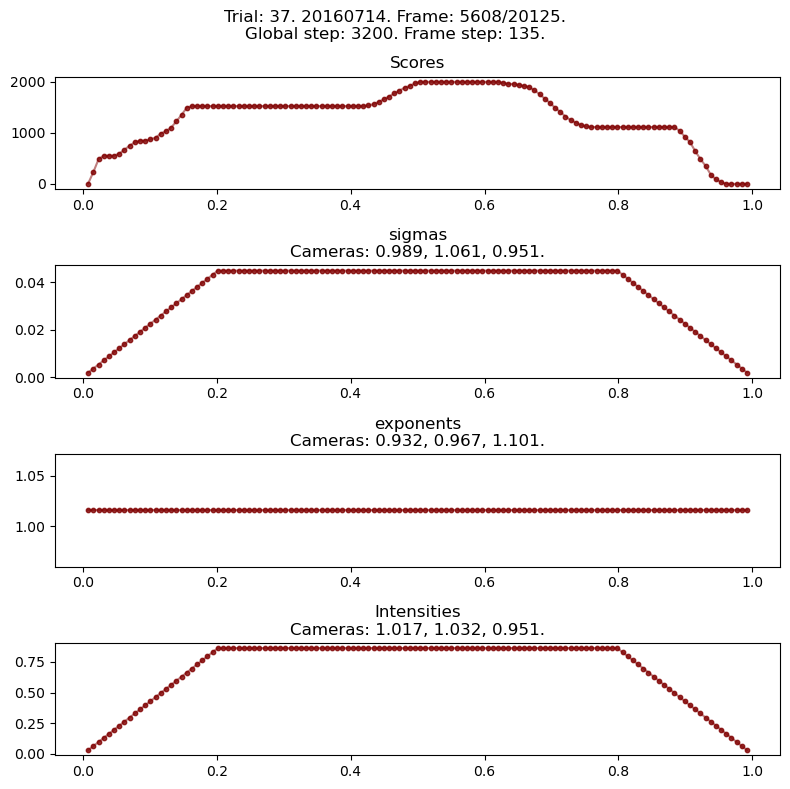 Trial: 37. 20160714. Frame: 5608/20125.
Global step: 3200. Frame step: 135.
Scores
2000
1000
0
0.0 0.2 0.4 0.6 0.8 1.0
sigmas
Cameras: 0.989, 1.061, 0.951.
0.04
0.02
0.00
0.0 0.2 0.4 0.6 0.8 1.0
exponents
Cameras: 0.932, 0.967, 1.101.
1.05
1.00
0.0 0.2 0.4 0.6 0.8 1.0
Intensities
Cameras: 1.017, 1.032, 0.951.
0.75
0.50
0.25
0.00
0.0 0.2 0.4 0.6 0.8 1.0